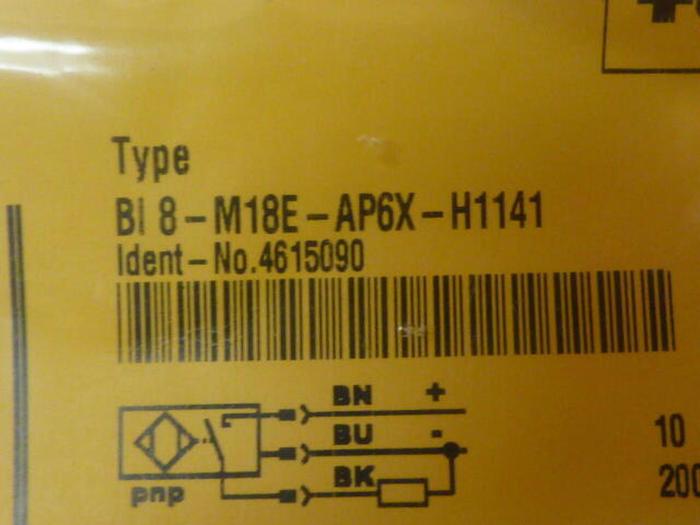 Type
BI 8-M18E-AP6X-H1141
Ident-No.4615090
BN +
BU -
BK
pnp
10
200